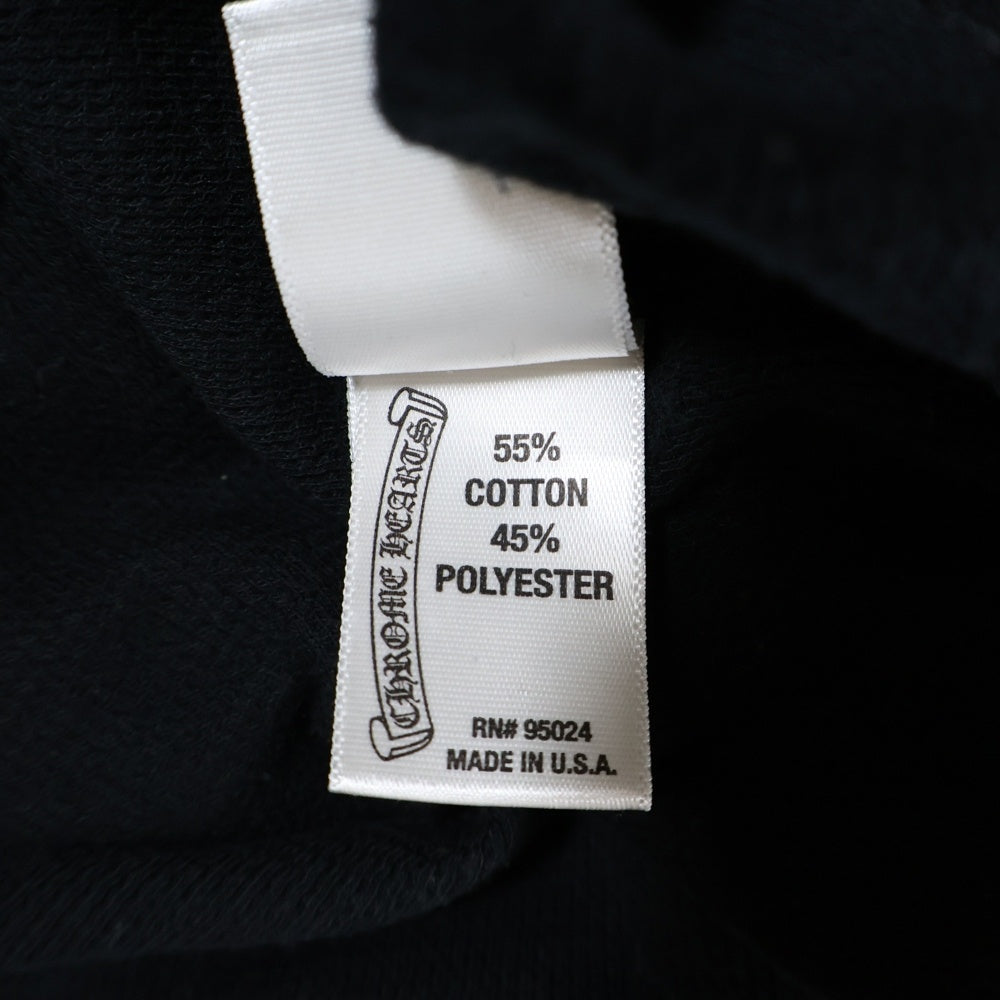 CHROME HEARTS
55%
COTTON
45%
POLYESTER
RN# 95024
MADE IN U.S.A.